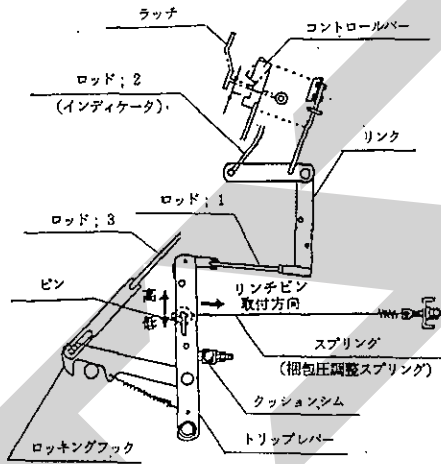 ラッチ
コントロールバー
ロッド;2
(インディケータ)
リンク
ロッド;1
ロッド;3
ピン
高
低
リンチピン
取付方向
スプリング
(梱包圧調整スプリング)
クッションシム
トリップレバー
ロッキングフック